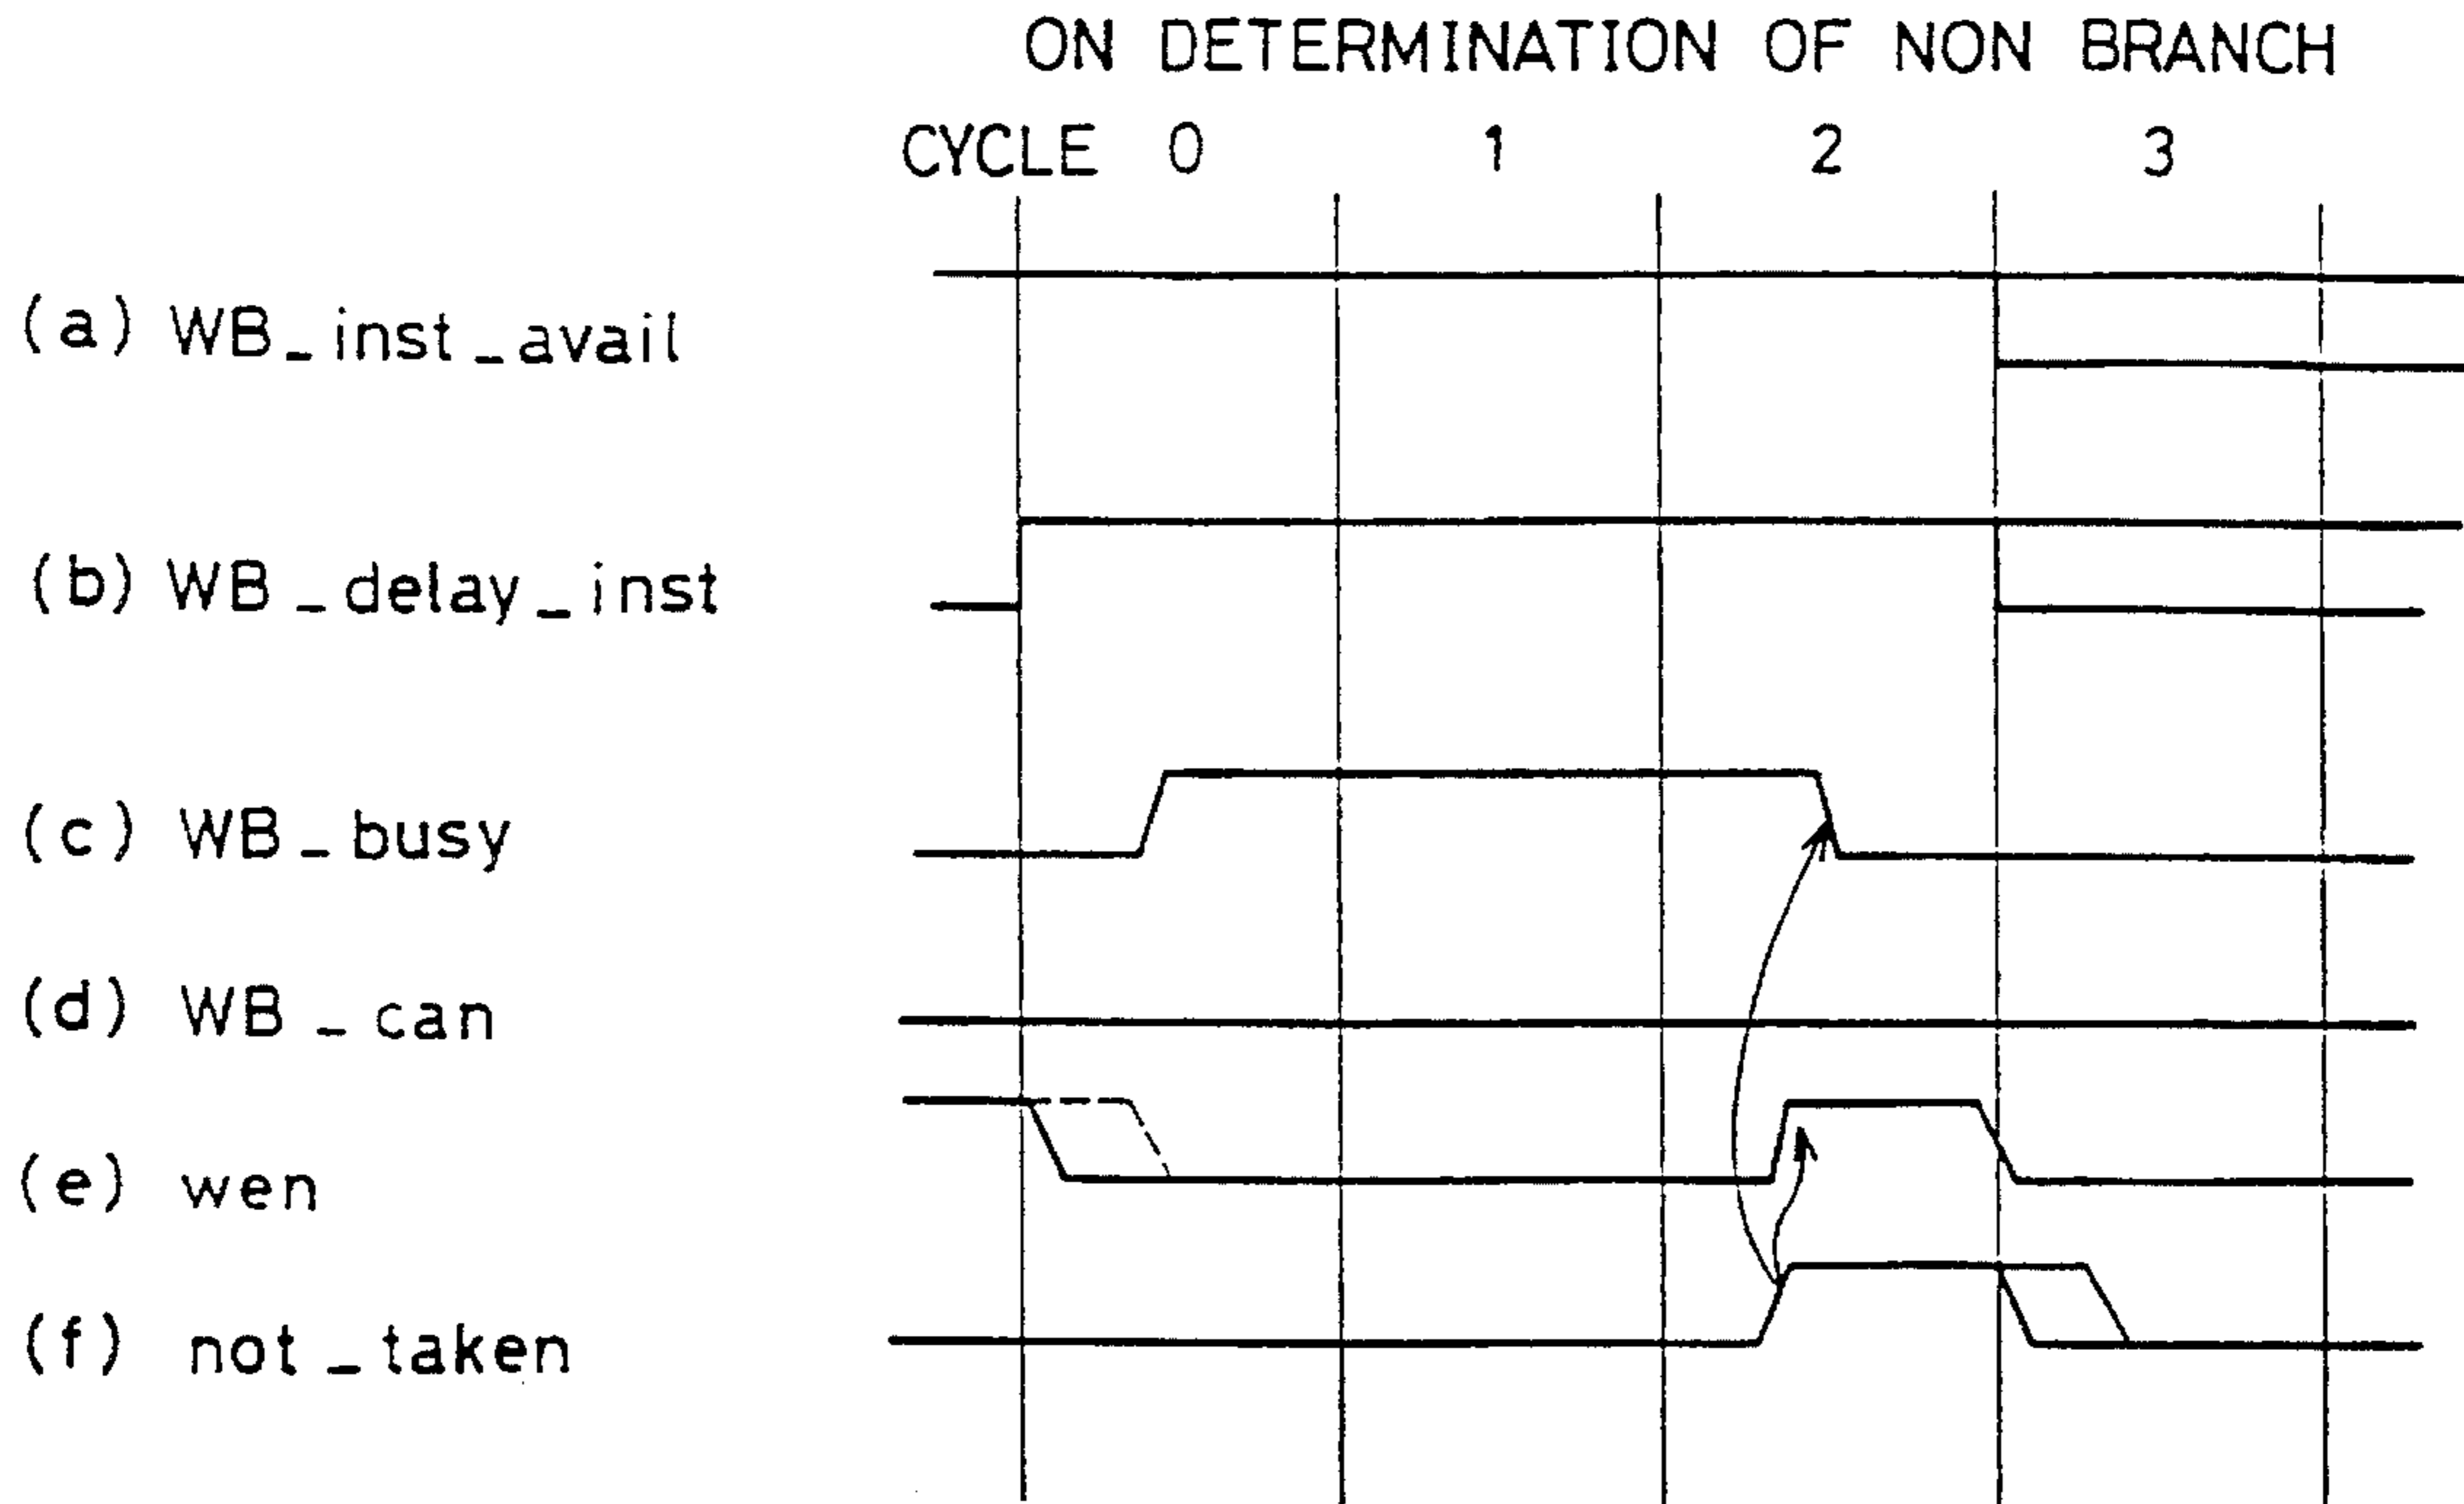 ON DETERMINATION OF NON BRANCH
CYCLE 0 1 2 3
(a) WB_inst_avail
(b) WB_delay_inst
(c) WB_busy
(d) WB_can
(e) wen
(f) not_taken